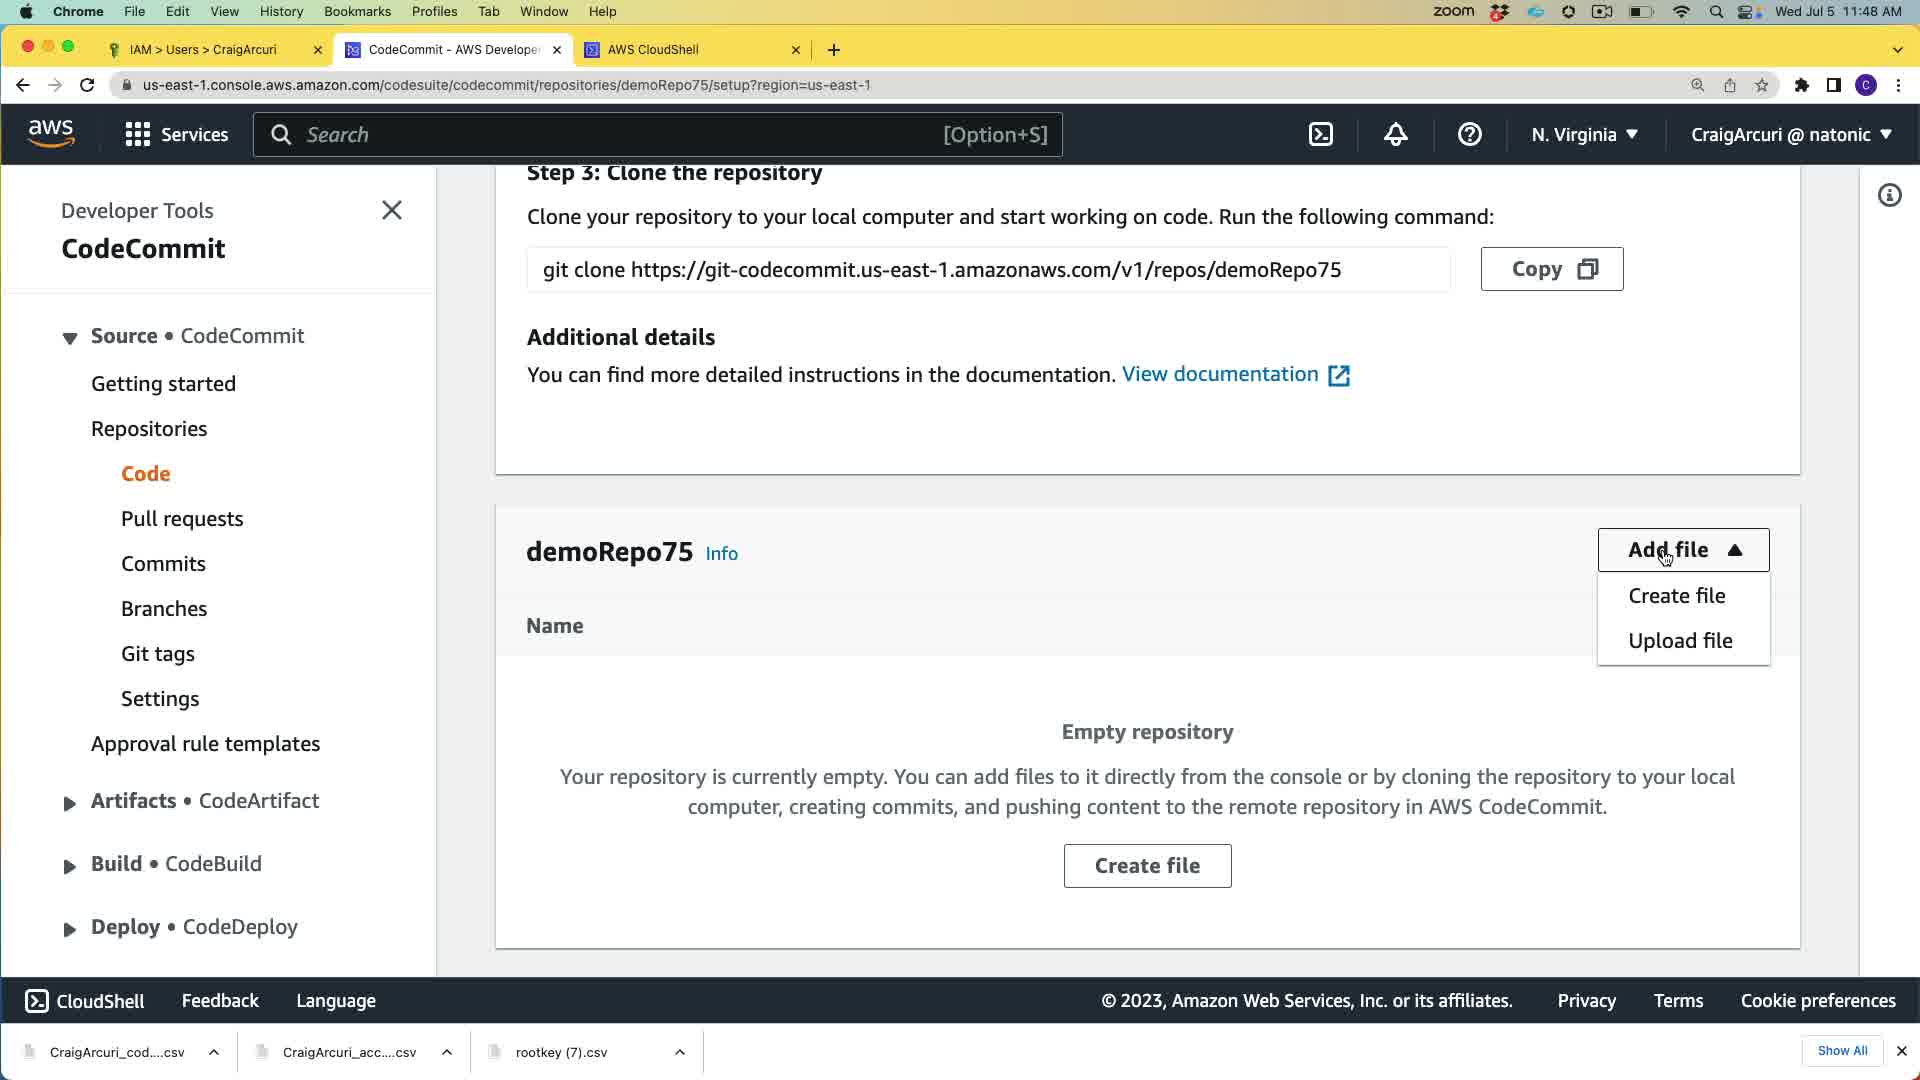 Chrome File Edit View History Bookmarks Profiles Tab Window Help
zoom Wed Jul 5 11:48 AM
IAM > Users > CraigArcuri
CodeCommit - AWS Develope
AWS CloudShell
us-east-1.console.aws.amazon.com/codesuite/codecommit/repositories/demoRepo75/setup?region=us-east-1
aws Services Search [Option+S] N. Virginia CraigArcuri @ natonic
Developer Tools
CodeCommit
Source • CodeCommit
Getting started
Repositories
Code
Pull requests
Commits
Branches
Git tags
Settings
Approval rule templates
Artifacts • CodeArtifact
Build • CodeBuild
Deploy • CodeDeploy
Step 3: Clone the repository
Clone your repository to your local computer and start working on code. Run the following command:
git clone https://git-codecommit.us-east-1.amazonaws.com/v1/repos/demoRepo75
Copy
Additional details
You can find more detailed instructions in the documentation. View documentation
demoRepo75 Info
Add file
Create file
Upload file
Name
Empty repository
Your repository is currently empty. You can add files to it directly from the console or by cloning the repository to your local
computer, creating commits, and pushing content to the remote repository in AWS CodeCommit.
Create file
CloudShell Feedback Language
© 2023, Amazon Web Services, Inc. or its affiliates. Privacy Terms Cookie preferences
CraigArcuri_cod....csv
CraigArcuri_acc....csv
rootkey (7).csv
Show All